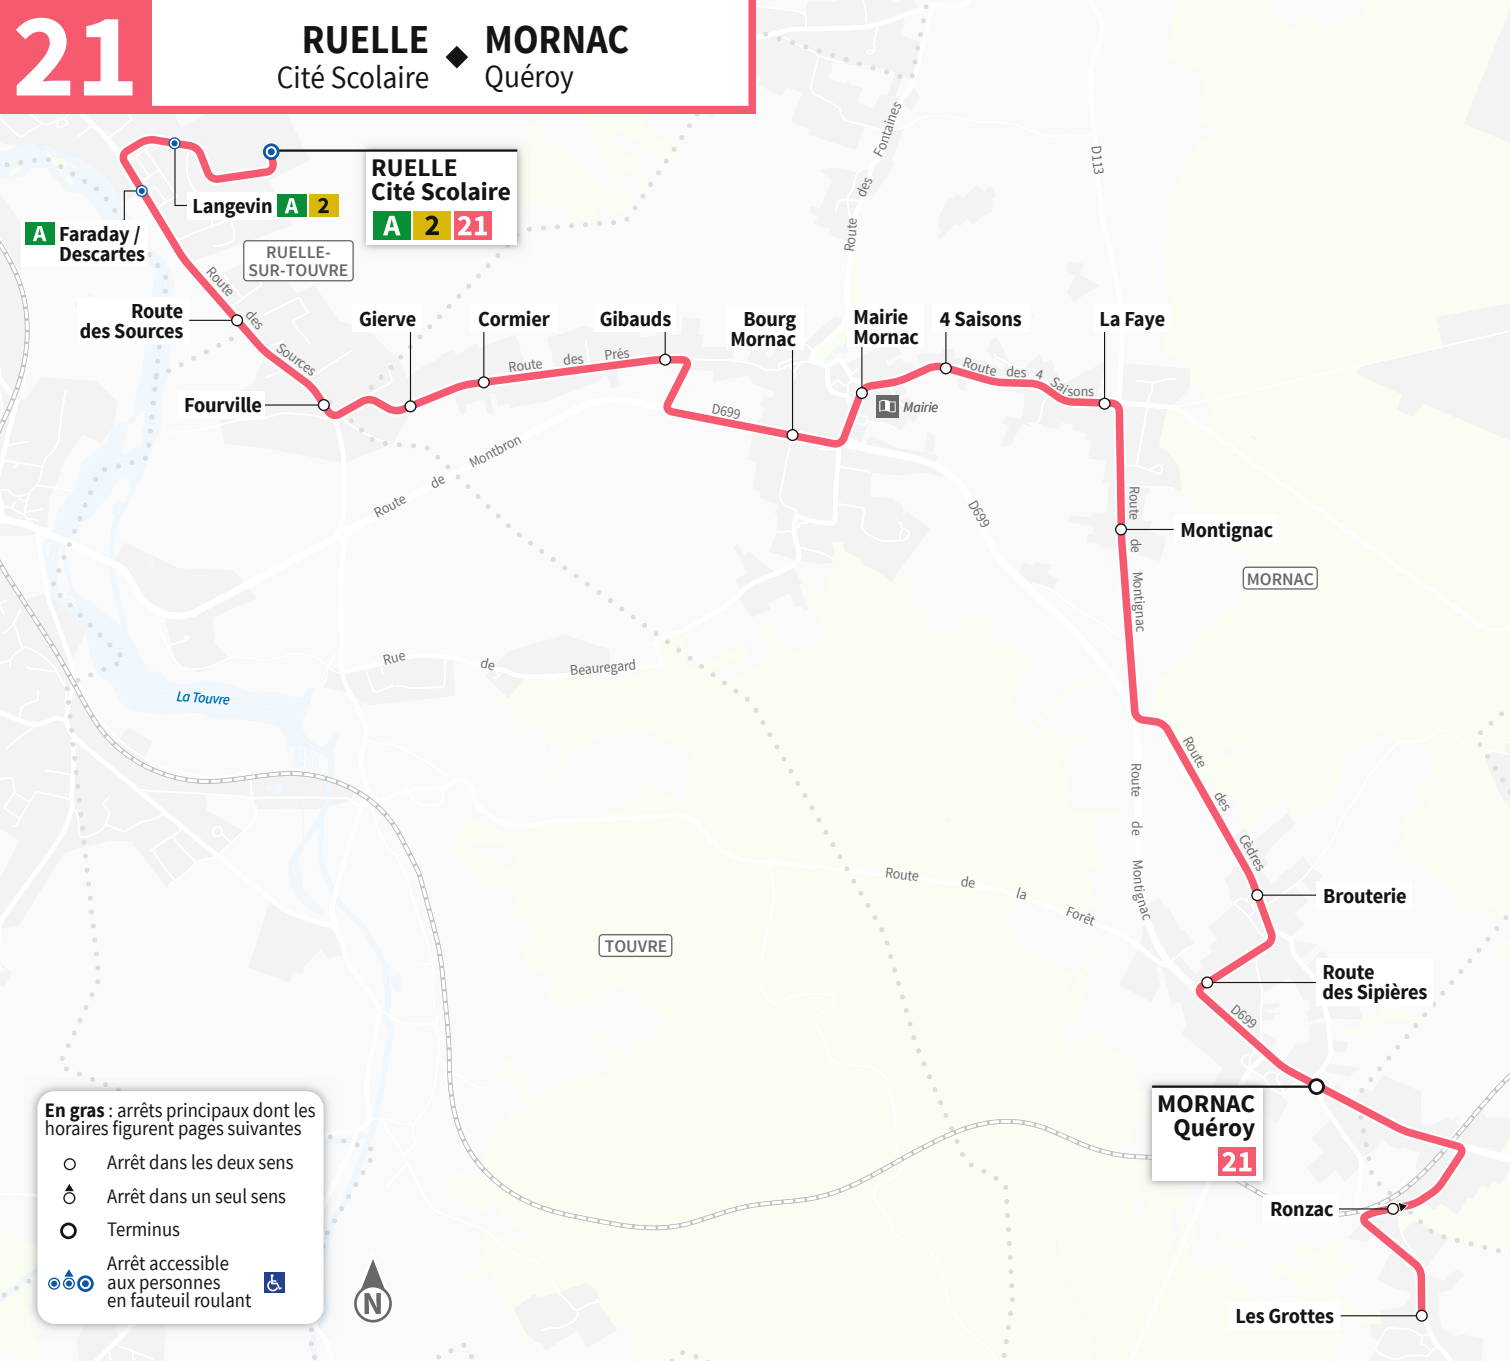 21
RUELLE
Cité Scolaire
MORNAC
Quéroy
RUELLE
Cité Scolaire
A 2 21
Langevin A 2
A Faraday /
Descartes
RUELLE-
SUR-TOUVRE
Route
des Sources
Route des Sources
Fourville
Gierve
Cormier
Gibauds
Route des Prés
Bourg
Mornac
Mairie
Mornac
4 Saisons
La Faye
Route des Fontaines
D113
Mairie
Route des 4 Saisons
D699
Route de Montbron
D699
Route de Montignac
Montignac
MORNAC
Rue de Beauregard
La Touvre
Route des Cèdres
Route de Montignac
Route de la Forêt
Brouterie
TOUVRE
Route
des Sipières
D699
MORNAC
Quéroy
21
Ronzac
Les Grottes
En gras : arrêts principaux dont les
horaires figurent pages suivantes
Arrêt dans les deux sens
Arrêt dans un seul sens
Terminus
Arrêt accessible
aux personnes
en fauteuil roulant
N